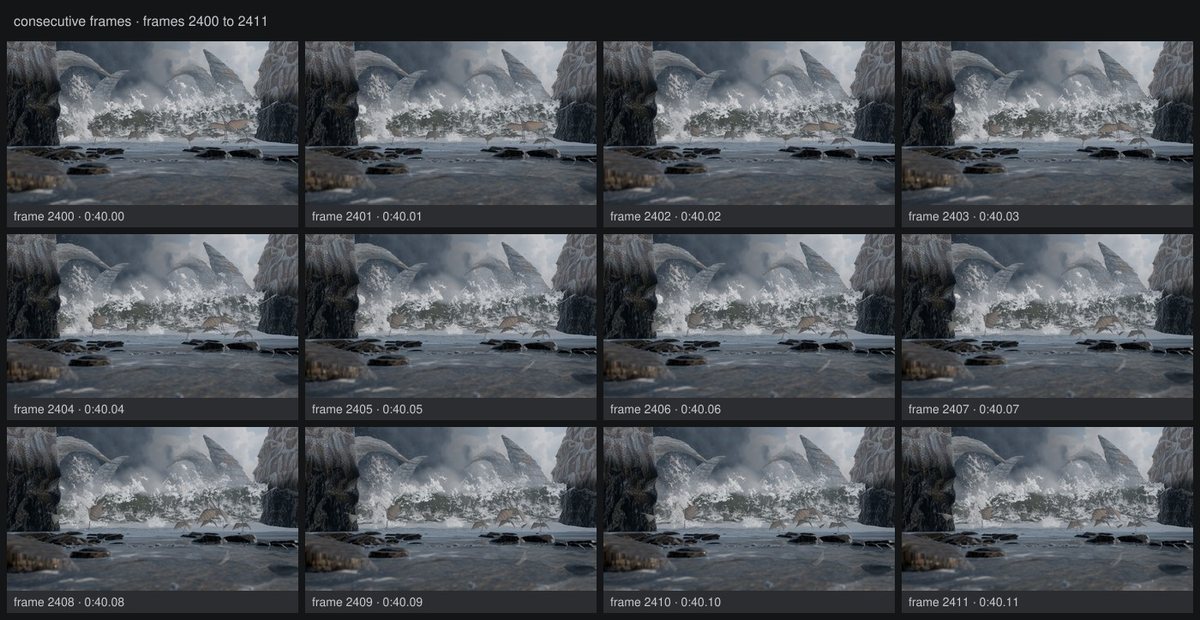 consecutive frames · frames 2400 to 2411
frame 2400 · 0:40.00
frame 2401 · 0:40.01
frame 2402 · 0:40.02
frame 2403 · 0:40.03
frame 2404 · 0:40.04
frame 2405 · 0:40.05
frame 2406 · 0:40.06
frame 2407 · 0:40.07
frame 2408 · 0:40.08
frame 2409 · 0:40.09
frame 2410 · 0:40.10
frame 2411 · 0:40.11